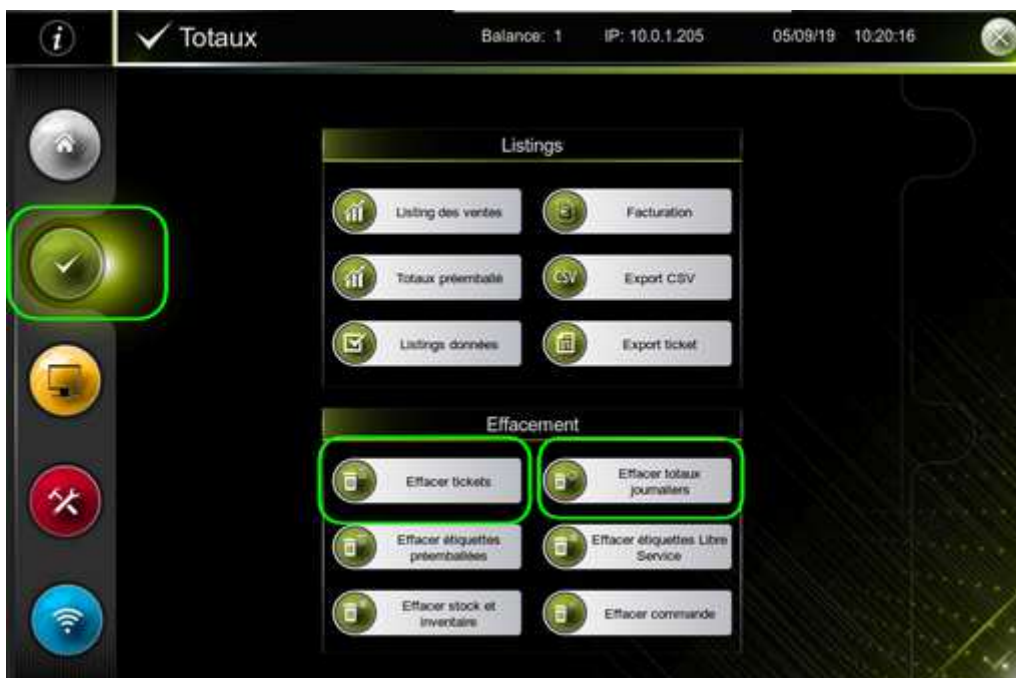 i
Totaux
Balance: 1
IP: 10.0.1.205
05/09/19
10:20:16
Listings
Listing des ventes
Facturation
Totaux préemballé
CSV
Export CSV
Listings données
Export ticket
Effacement
Effacer tickets
Effacer totaux
journaliers
Effacer étiquettes
préemballées
Effacer étiquettes Libre
Service
Effacer stock et
inventaire
Effacer commande